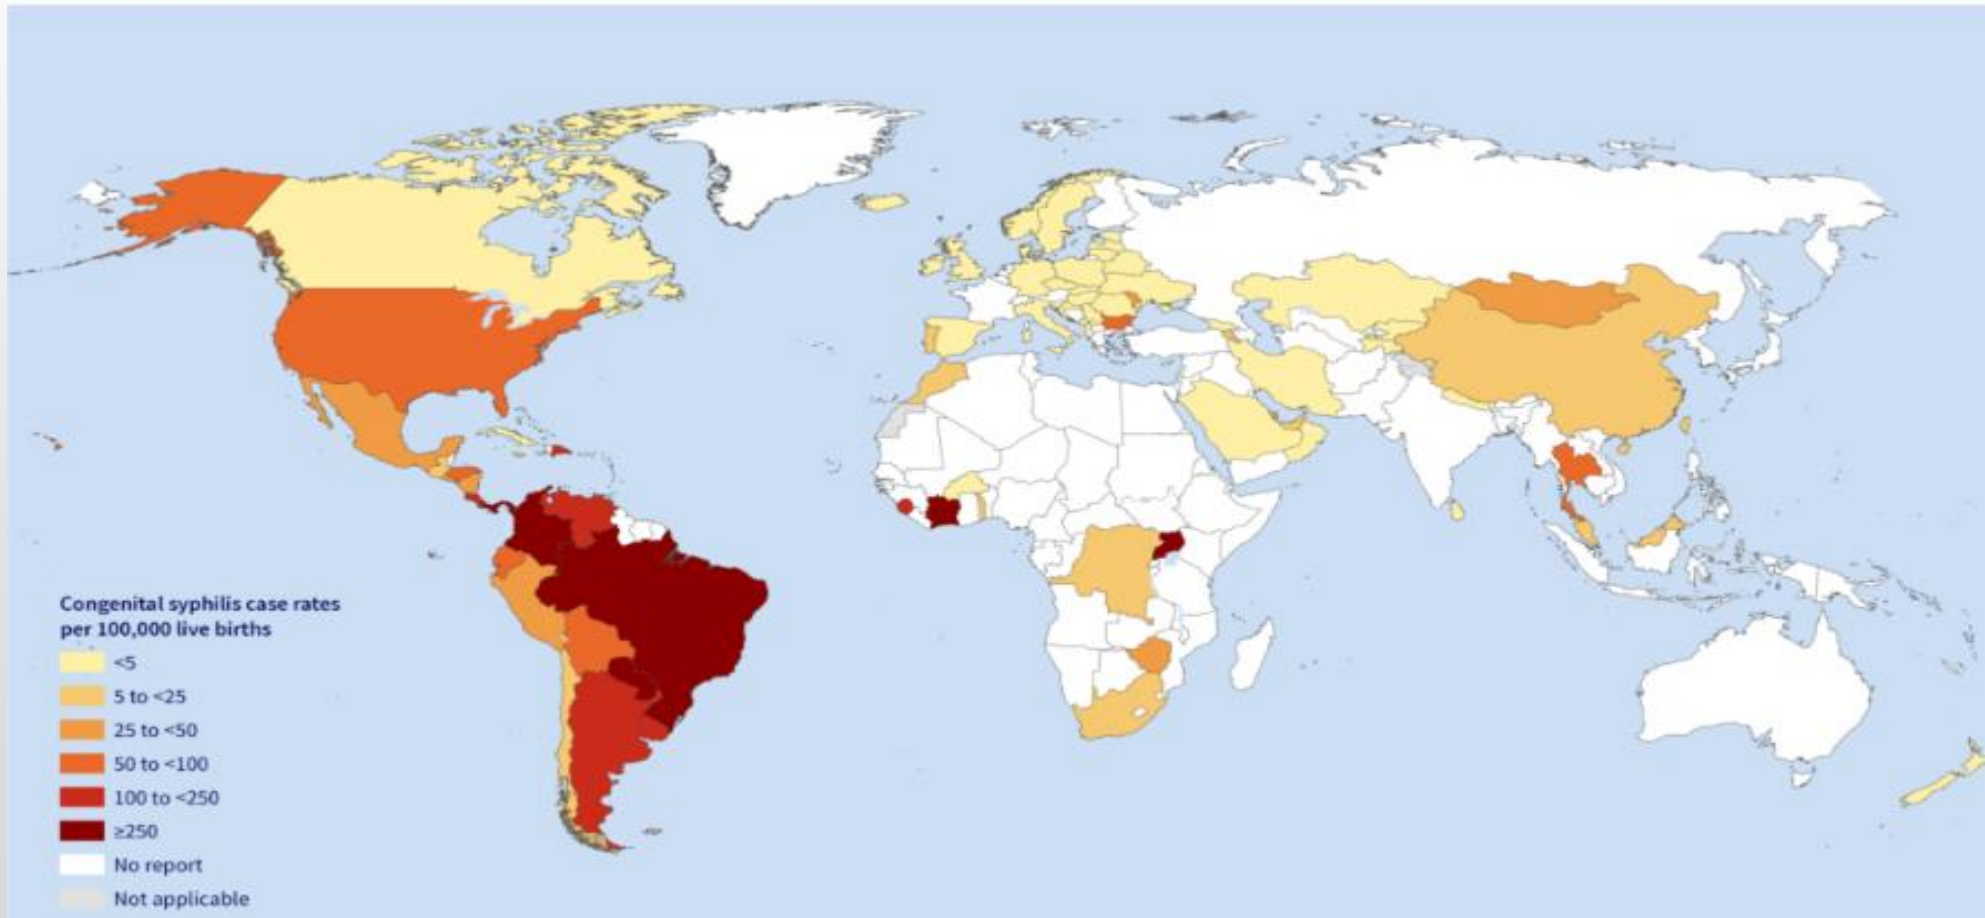 Congenital syphilis case rates
per 100,000 live births
<5
5 to <25
25 to <50
50 to <100
100 to <250
≥250
No report
Not applicable